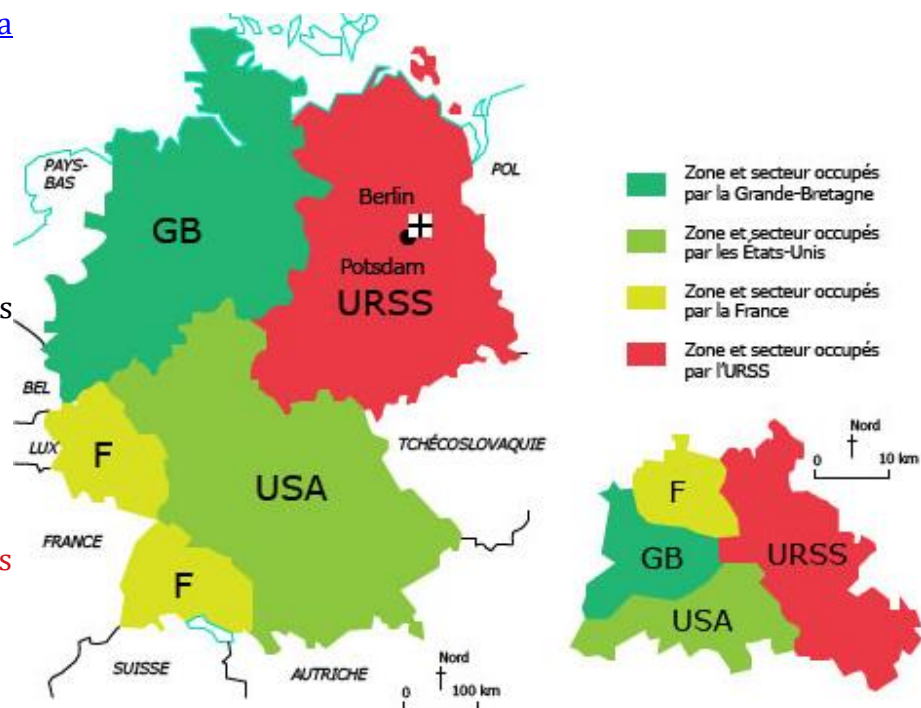 a
s
s
PAYS-
BAS
POL
Berlin
GB
Potsdam
URSS
BEL
LUX
F
TCHÉCOSLOVAQUIE
USA
FRANCE
F
SUISSE
AUTRICHE
Nord
0 100 km
Zone et secteur occupés
par la Grande-Bretagne
Zone et secteur occupés
par les États-Unis
Zone et secteur occupés
par la France
Zone et secteur occupés
par l'URSS
Nord
0 10 km
F
GB
URSS
USA